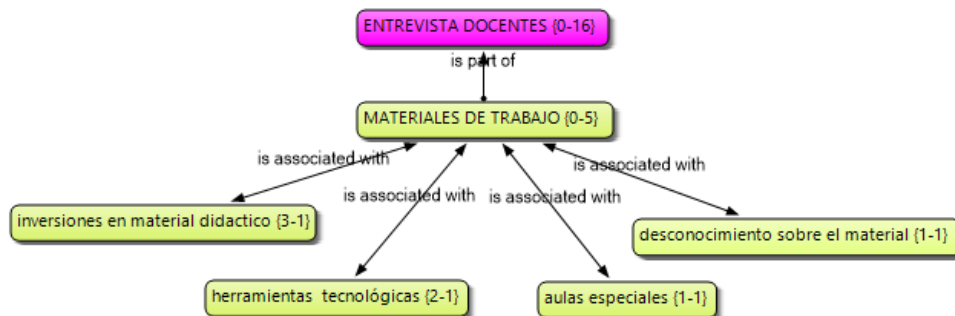 ENTREVISTA DOCENTES {0-16}
is part of
MATERIALES DE TRABAJO {0-5}
is associated with
is associated with
is associated with
is associated with
inversiones en material didactico {3-1}
desconocimiento sobre el material {1-1}
herramientas tecnológicas {2-1}
aulas especiales {1-1}